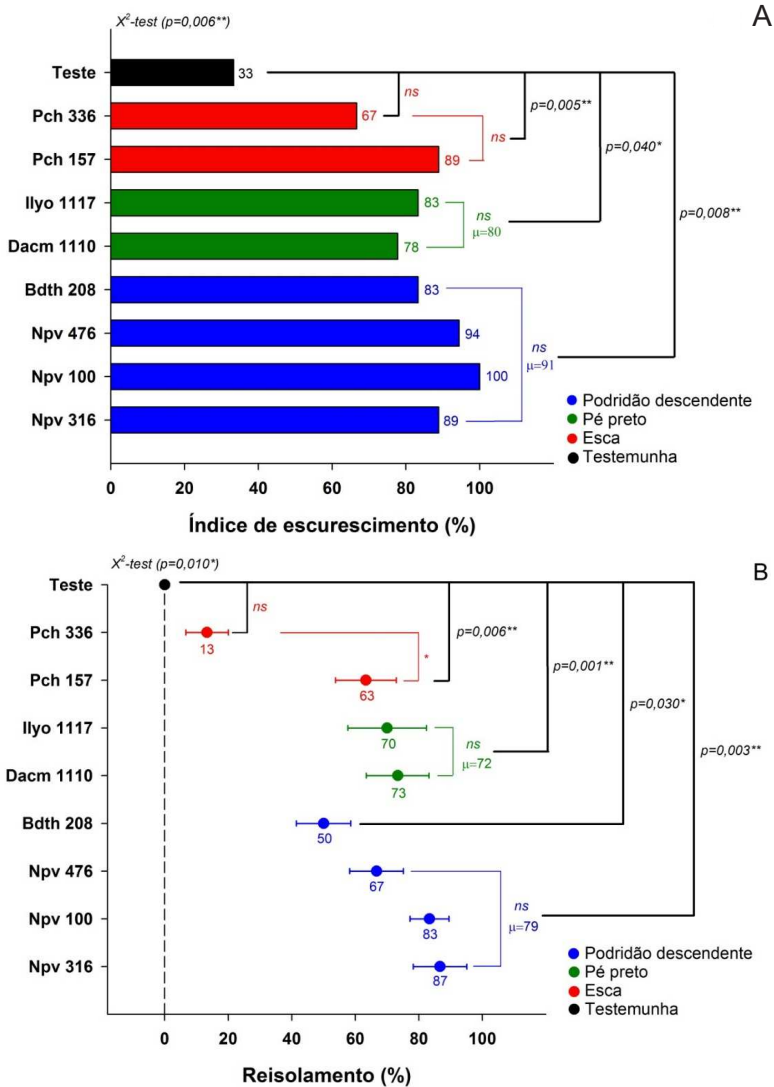 A
X²-test (p=0,006**)
Teste 33
Pch 336 67
ns
Pch 157 89
ns
p=0,005**
p=0,040*
p=0,008**
Ilyo 1117 83
ns
μ=80
Dacm 1110 78
Bdth 208 83
Npv 476 94
ns
μ=91
Npv 100 100
Npv 316 89
Podridão descendente
Pé preto
Esca
Testemunha
0 20 40 60 80 100
Índice de escurescimento (%)
B
X²-test (p=0,010*)
Teste
Pch 336 13
ns
Pch 157 63
*
p=0,006**
p=0,001**
p=0,030*
p=0,003**
Ilyo 1117 70
ns
μ=72
Dacm 1110 73
Bdth 208 50
Npv 476 67
ns
μ=79
Npv 100 83
Npv 316 87
Podridão descendente
Pé preto
Esca
Testemunha
0 20 40 60 80 100
Reisolamento (%)